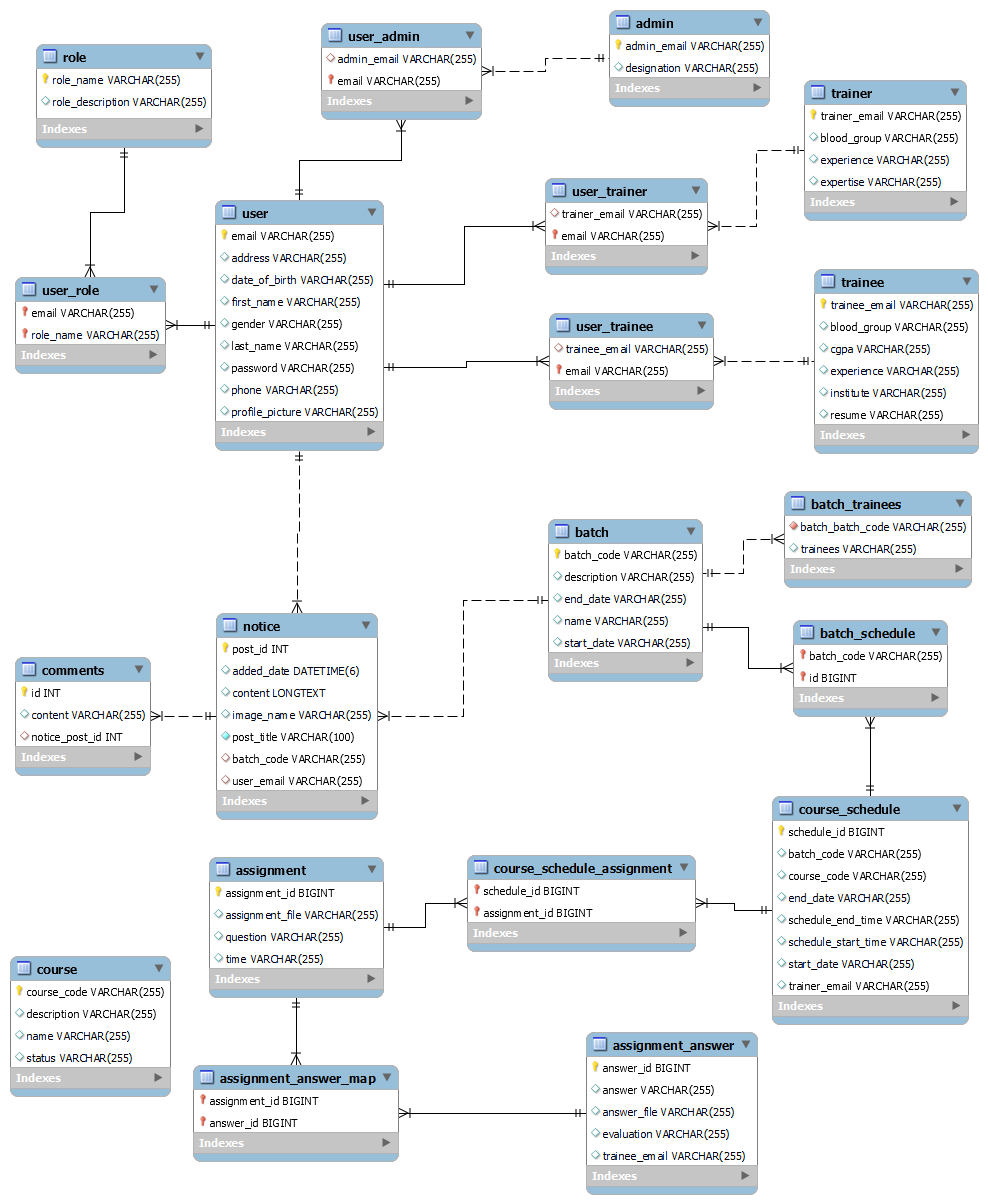 role
role_name VARCHAR(255)
role_description VARCHAR(255)
Indexes
user_admin
admin_email VARCHAR(255)
email VARCHAR(255)
Indexes
admin
admin_email VARCHAR(255)
designation VARCHAR(255)
Indexes
trainer
trainer_email VARCHAR(255)
blood_group VARCHAR(255)
experience VARCHAR(255)
expertise VARCHAR(255)
Indexes
user_role
email VARCHAR(255)
role_name VARCHAR(255)
Indexes
user
email VARCHAR(255)
address VARCHAR(255)
date_of_birth VARCHAR(255)
first_name VARCHAR(255)
gender VARCHAR(255)
last_name VARCHAR(255)
password VARCHAR(255)
phone VARCHAR(255)
profile_picture VARCHAR(255)
Indexes
user_trainer
trainer_email VARCHAR(255)
email VARCHAR(255)
Indexes
user_trainee
trainee_email VARCHAR(255)
email VARCHAR(255)
Indexes
trainee
trainee_email VARCHAR(255)
blood_group VARCHAR(255)
cgpa VARCHAR(255)
experience VARCHAR(255)
institute VARCHAR(255)
resume VARCHAR(255)
Indexes
batch
batch_code VARCHAR(255)
description VARCHAR(255)
end_date VARCHAR(255)
name VARCHAR(255)
start_date VARCHAR(255)
Indexes
batch_trainees
batch_batch_code VARCHAR(255)
trainees VARCHAR(255)
Indexes
batch_schedule
batch_code VARCHAR(255)
id BIGINT
Indexes
comments
id INT
content VARCHAR(255)
notice_post_id INT
Indexes
notice
post_id INT
added_date DATETIME(6)
content LONGTEXT
image_name VARCHAR(255)
post_title VARCHAR(100)
batch_code VARCHAR(255)
user_email VARCHAR(255)
Indexes
course_schedule
schedule_id BIGINT
batch_code VARCHAR(255)
course_code VARCHAR(255)
end_date VARCHAR(255)
schedule_end_time VARCHAR(255)
schedule_start_time VARCHAR(255)
start_date VARCHAR(255)
trainer_email VARCHAR(255)
Indexes
assignment
assignment_id BIGINT
assignment_file VARCHAR(255)
question VARCHAR(255)
time VARCHAR(255)
Indexes
course_schedule_assignment
schedule_id BIGINT
assignment_id BIGINT
Indexes
course
course_code VARCHAR(255)
description VARCHAR(255)
name VARCHAR(255)
status VARCHAR(255)
Indexes
assignment_answer_map
assignment_id BIGINT
answer_id BIGINT
Indexes
assignment_answer
answer_id BIGINT
answer VARCHAR(255)
answer_file VARCHAR(255)
evaluation VARCHAR(255)
trainee_email VARCHAR(255)
Indexes